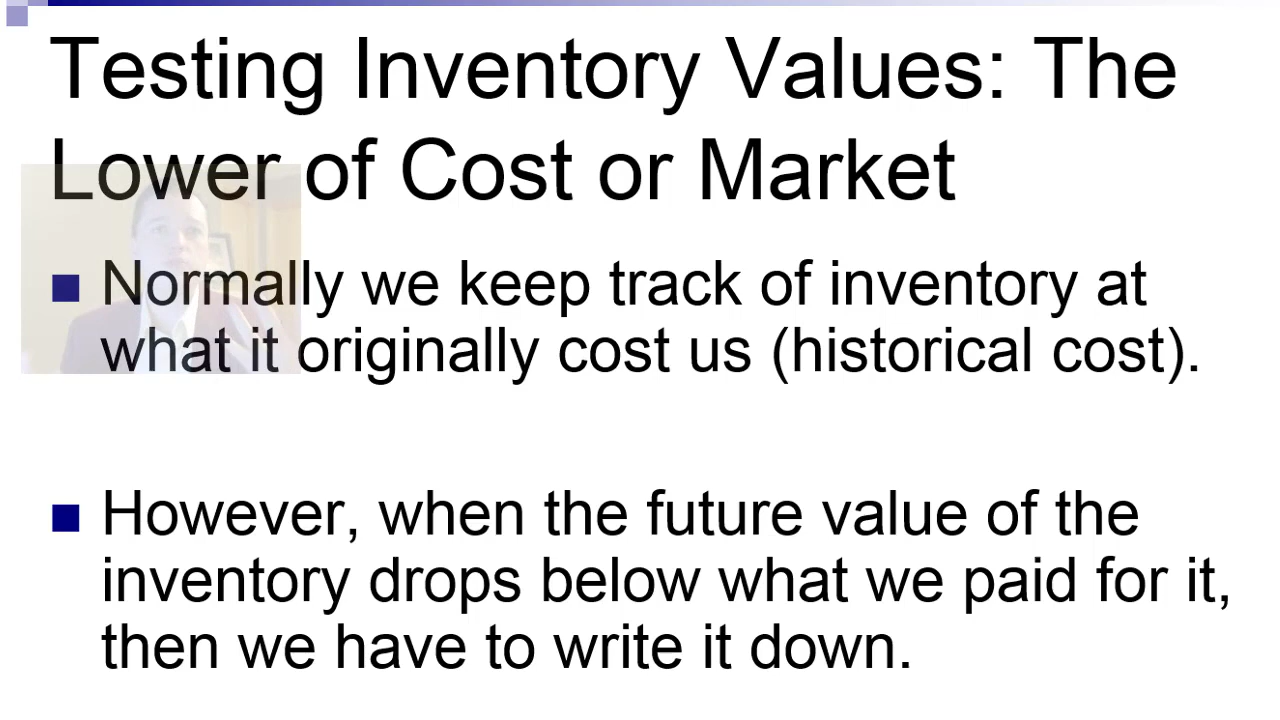 Testing Inventory Values: The
Lower of Cost or Market
Normally we keep track of inventory at
what it originally cost us (historical cost).
However, when the future value of the
inventory drops below what we paid for it,
then we have to write it down.